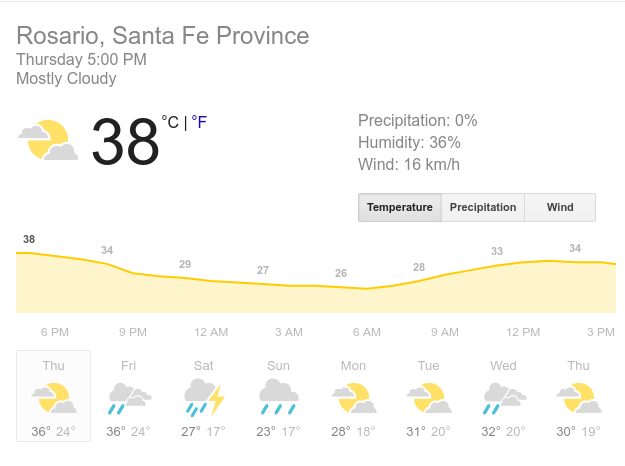 Rosario, Santa Fe Province
Thursday 5:00 PM
Mostly Cloudy
38 °C | °F
Precipitation: 0%
Humidity: 36%
Wind: 16 km/h
Temperature Precipitation Wind
38 34 29 27 26 28 33 34
6 PM 9 PM 12 AM 3 AM 6 AM 9 AM 12 PM 3 PM
Thu Fri Sat Sun Mon Tue Wed Thu
36° 24° 36° 24° 27° 17° 23° 17° 28° 18° 31° 20° 32° 20° 30° 19°